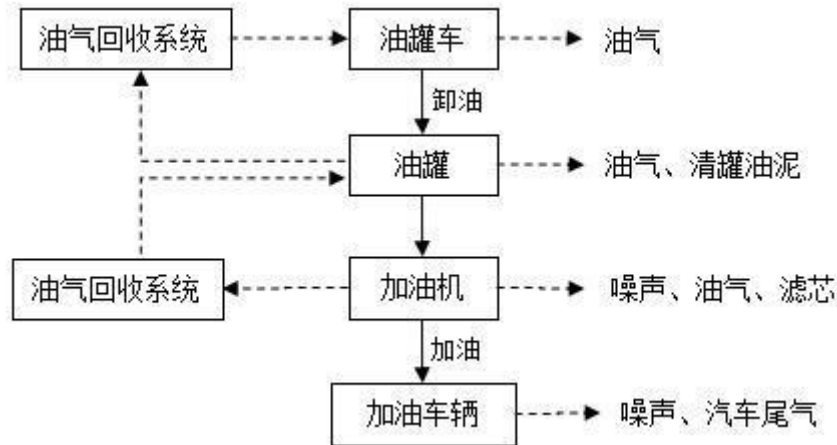 油气回收系统 油罐车 油气
卸油
油罐 油气、清罐油泥
油气回收系统 加油机 噪声、油气、滤芯
加油
加油车辆 噪声、汽车尾气